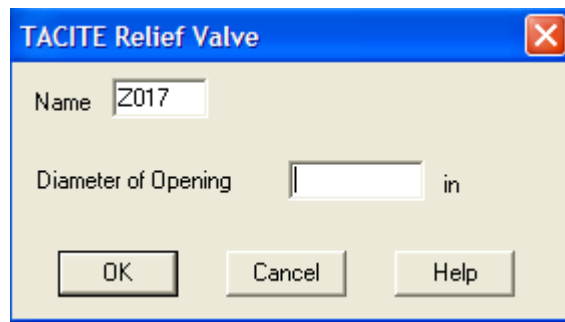 TACITE Relief Valve
Name Z017
Diameter of Opening in
OK Cancel Help